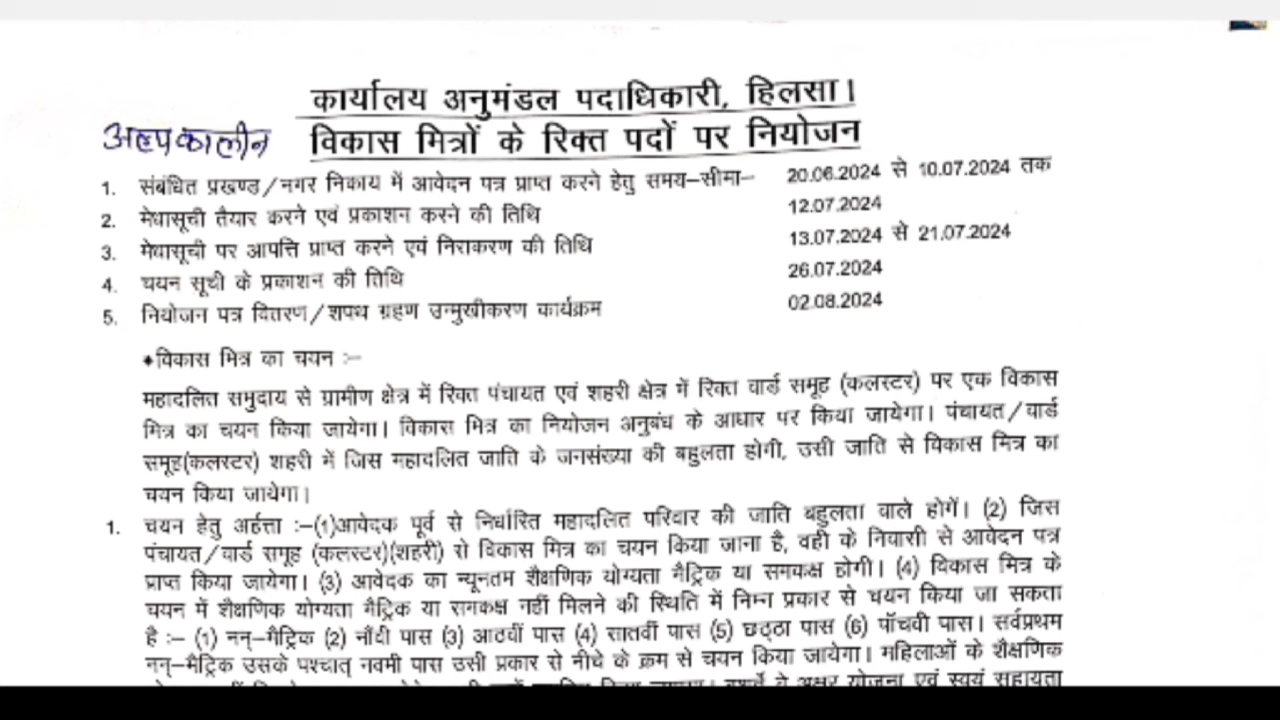 कार्यालय अनुमंडल पदाधिकारी, हिलसा।
अल्पकालीन विकास मित्रों के रिक्त पदों पर नियोजन
1. संबंधित प्रखण्ड/नगर निकाय में आवेदन पत्र प्राप्त करने हेतु समय–सीमा– 20.06.2024 से 10.07.2024 तक
2. मेधासूची तैयार करने एवं प्रकाशन करने की तिथि 12.07.2024
3. मेधासूची पर आपत्ति प्राप्त करने एवं निराकरण की तिथि 13.07.2024 से 21.07.2024
4. चयन सूची के प्रकाशन की तिथि 26.07.2024
5. नियोजन पत्र वितरण/शपथ ग्रहण उन्मुखीकरण कार्यक्रम 02.08.2024
•विकास मित्र का चयन :–
महादलित समुदाय से ग्रामीण क्षेत्र में रिक्त पंचायत एवं शहरी क्षेत्र में रिक्त वार्ड समूह (कलस्टर) पर एक विकास
मित्र का चयन किया जायेगा। विकास मित्र का नियोजन अनुबंध के आधार पर किया जायेगा। पंचायत/वार्ड
समूह(कलस्टर) शहरी में जिस महादलित जाति के जनसंख्या की बहुलता होगी, उसी जाति से विकास मित्र का
चयन किया जायेगा।
1. चयन हेतु अर्हत्ता :–(1)आवेदक पूर्व से निर्धारित महादलित परिवार की जाति बहुलता वाले होगें। (2) जिस
पंचायत/वार्ड समूह (कलस्टर)(शहरी) से विकास मित्र का चयन किया जाना है, वही के निवासी से आवेदन पत्र
प्राप्त किया जायेगा। (3) आवेदक का न्यूनतम शैक्षणिक योग्यता मैट्रिक या समकक्ष होगी। (4) विकास मित्र के
चयन में शैक्षणिक योग्यता मैट्रिक या समकक्ष नहीं मिलने की स्थिति में निम्न प्रकार से चयन किया जा सकता
है :– (1) नन्–मैट्रिक (2) नौंवी पास (3) आठवीं पास (4) सातवीं पास (5) छठ्ठा पास (6) पॉचवी पास। सर्वप्रथम
नन्–मैट्रिक उसके पश्चात् नवमी पास उसी प्रकार से नीचे के क्रम से चयन किया जायेगा। महिलाओं के शैक्षणिक
अक्षर योजना एवं स्वयं सहायता